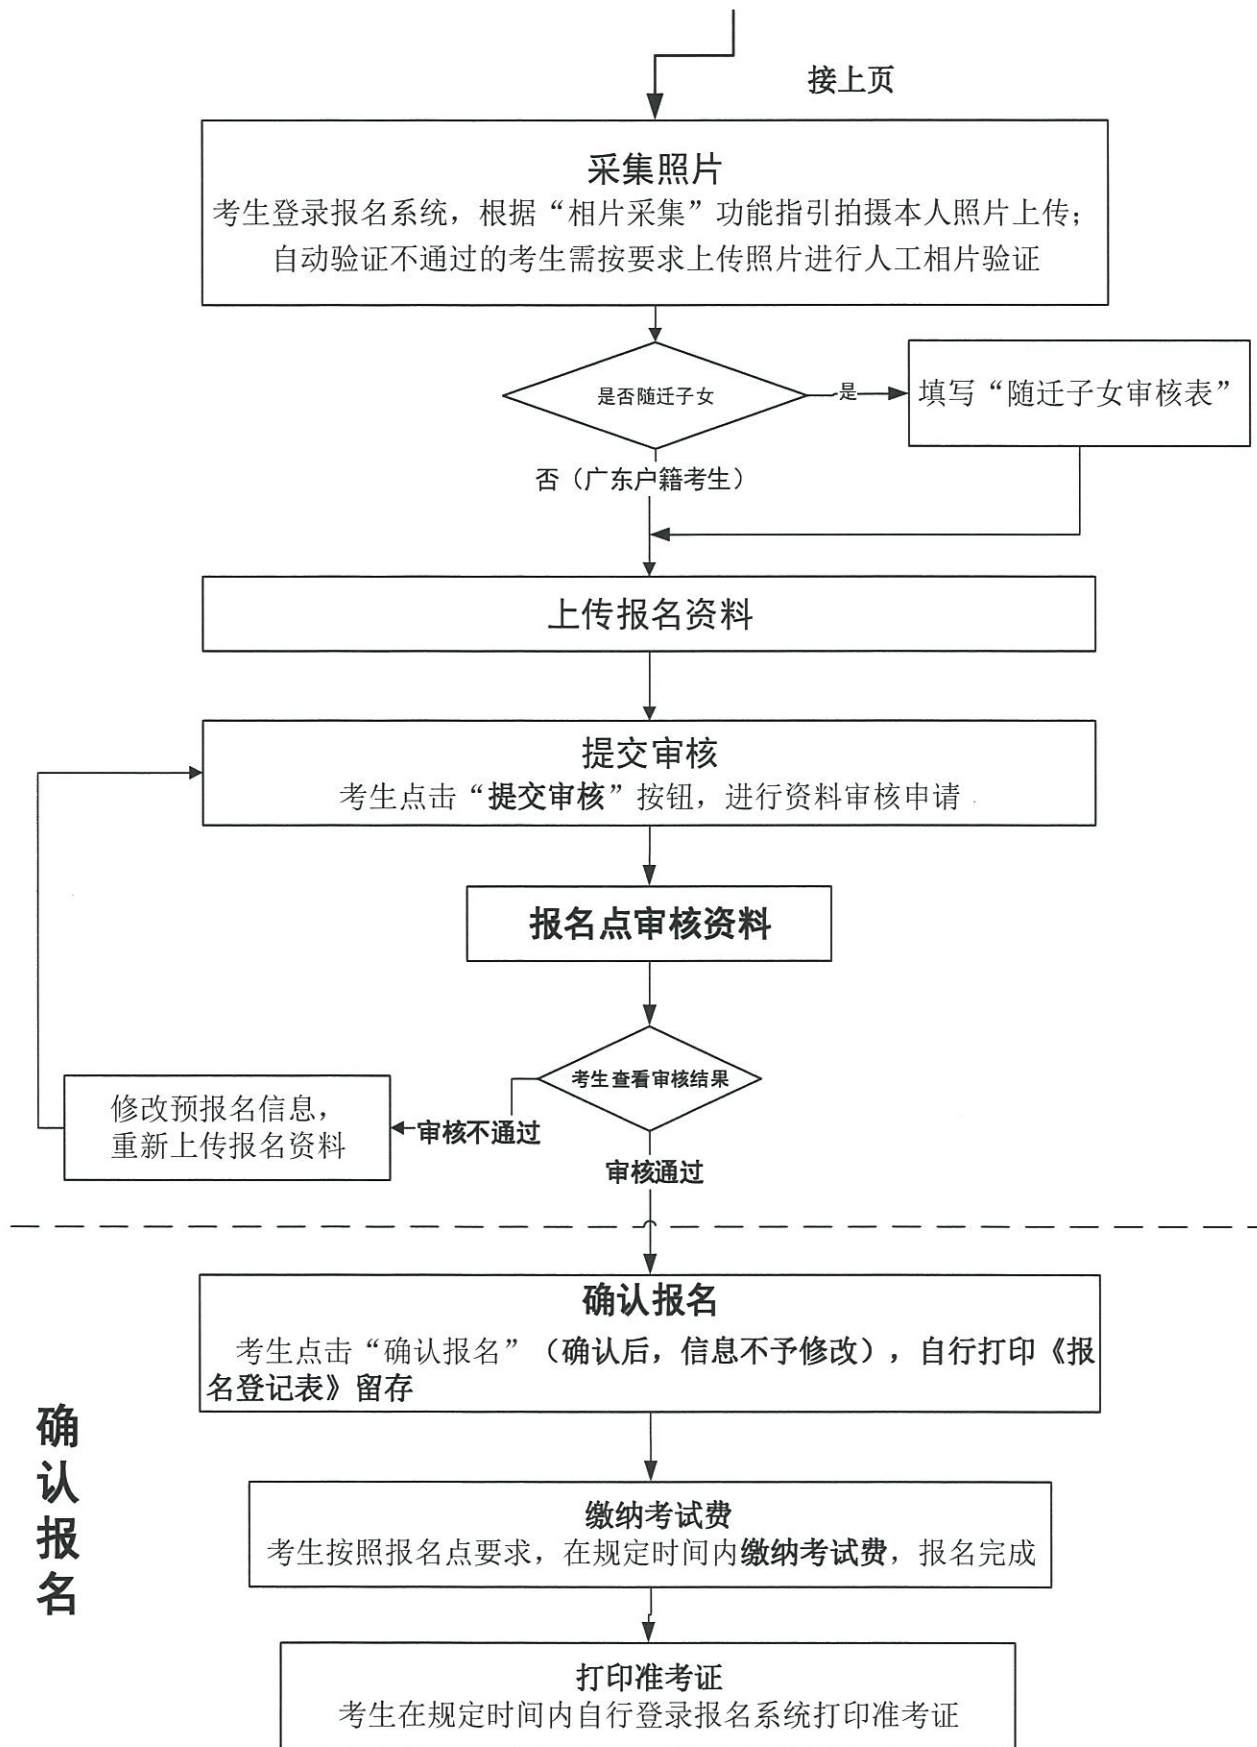 接上页
采集照片
考生登录报名系统，根据“相片采集”功能指引拍摄本人照片上传；
自动验证不通过的考生需按要求上传照片进行人工相片验证
是否随迁子女
是
填写“随迁子女审核表”
否（广东户籍考生）
上传报名资料
提交审核
考生点击“提交审核”按钮，进行资料审核申请
报名点审核资料
考生查看审核结果
修改预报名信息，
重新上传报名资料
审核不通过
审核通过
确认报名
确认报名
考生点击“确认报名”（确认后，信息不予修改），自行打印《报
名登记表》留存
缴纳考试费
考生按照报名点要求，在规定时间内缴纳考试费，报名完成
打印准考证
考生在规定时间内自行登录报名系统打印准考证